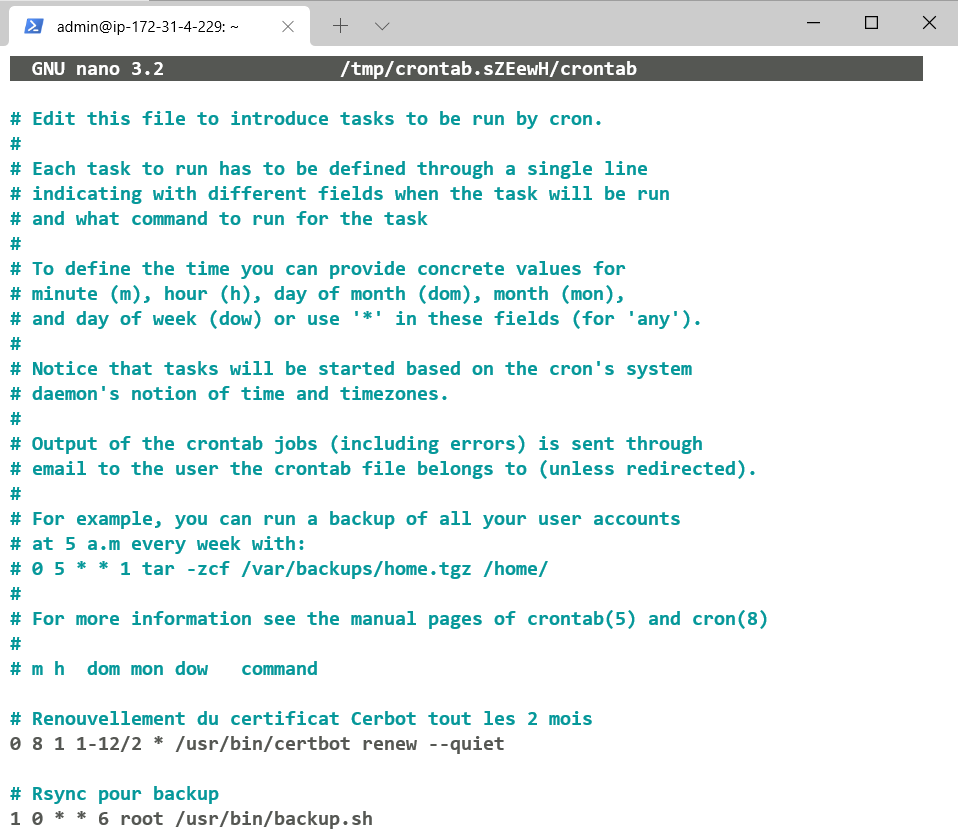 admin@ip-172-31-4-229: ~
GNU nano 3.2 /tmp/crontab.sZEewH/crontab
# Edit this file to introduce tasks to be run by cron.
#
# Each task to run has to be defined through a single line
# indicating with different fields when the task will be run
# and what command to run for the task
#
# To define the time you can provide concrete values for
# minute (m), hour (h), day of month (dom), month (mon),
# and day of week (dow) or use '*' in these fields (for 'any').
#
# Notice that tasks will be started based on the cron's system
# daemon's notion of time and timezones.
#
# Output of the crontab jobs (including errors) is sent through
# email to the user the crontab file belongs to (unless redirected).
#
# For example, you can run a backup of all your user accounts
# at 5 a.m every week with:
# 0 5 * * 1 tar -zcf /var/backups/home.tgz /home/
#
# For more information see the manual pages of crontab(5) and cron(8)
#
# m h  dom mon dow   command
# Renouvellement du certificat Cerbot tout les 2 mois
0 8 1 1-12/2 * /usr/bin/certbot renew --quiet
# Rsync pour backup
1 0 * * 6 root /usr/bin/backup.sh